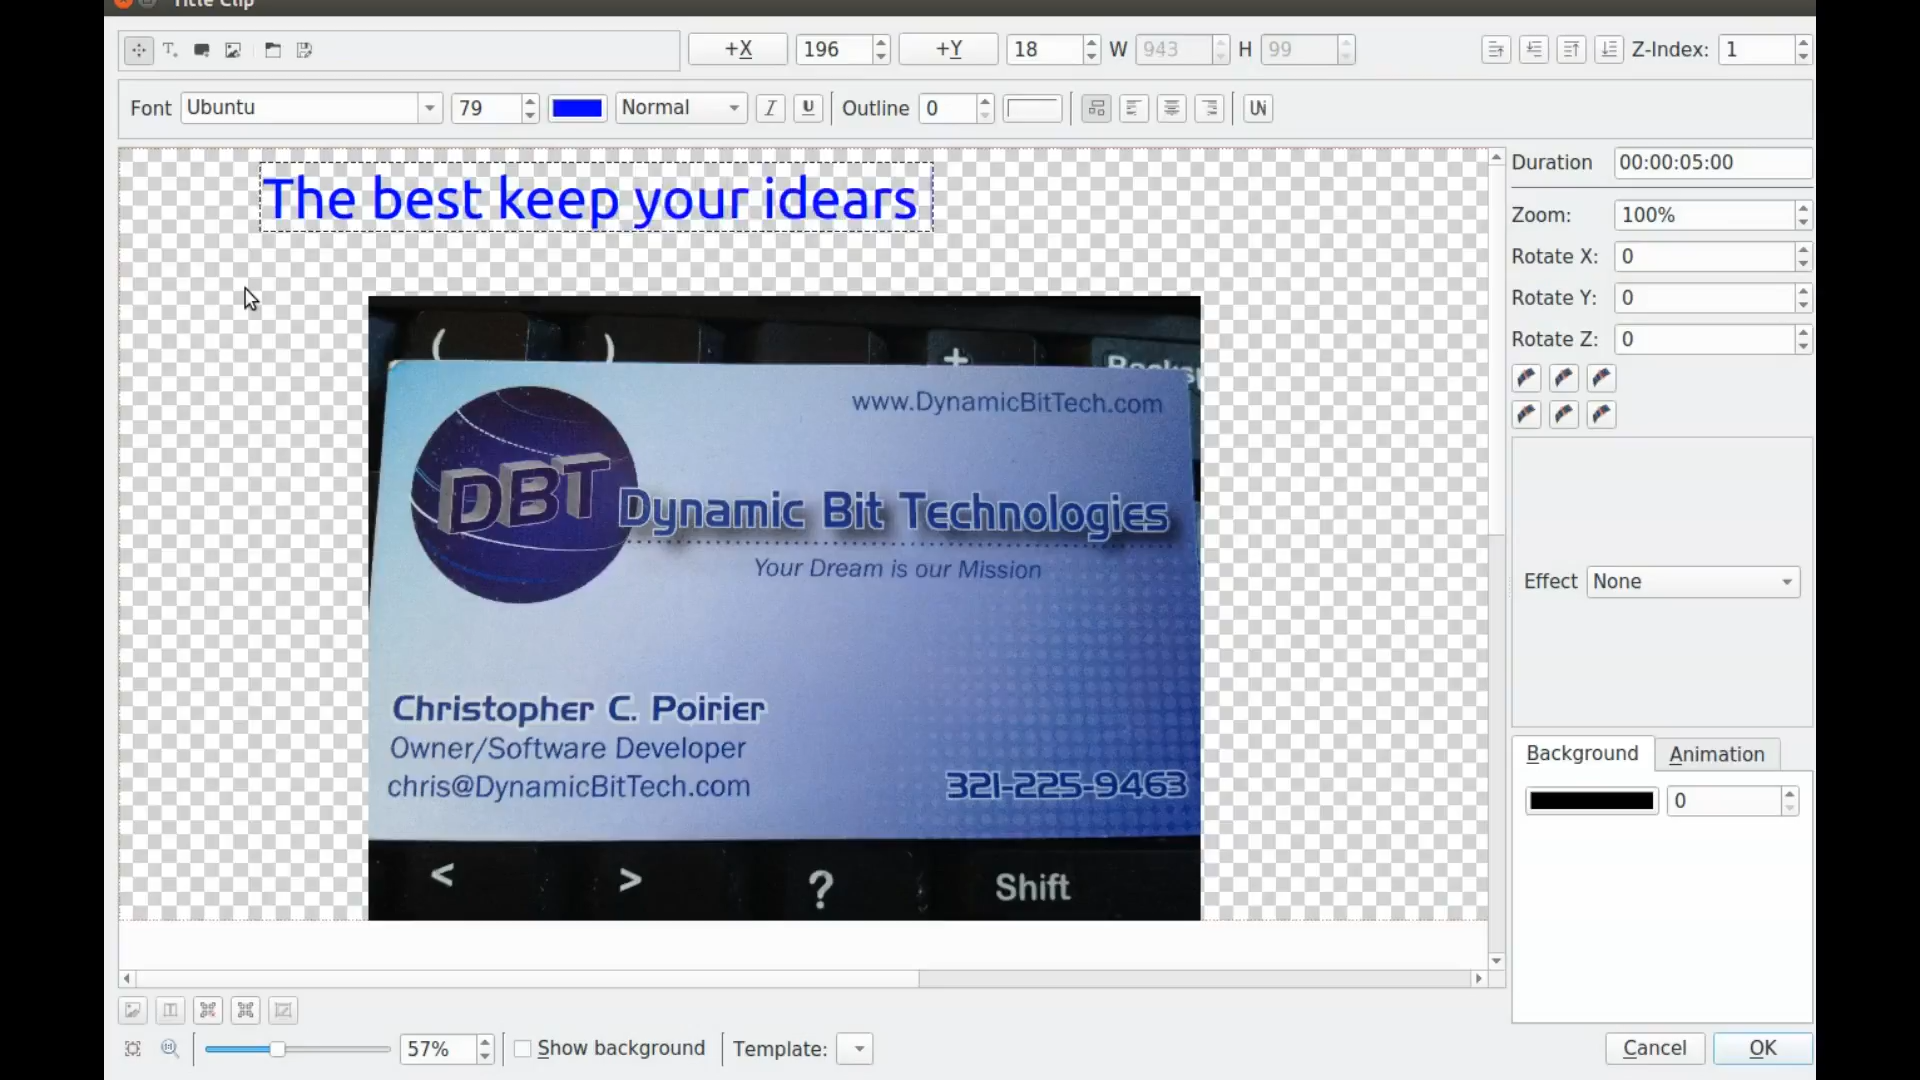 Title Clip
+X 196 +Y 18 W 943 H 99 Z-Index: 1
Font Ubuntu 79 Normal I U Outline 0 UN
The best keep your idears
Duration 00:00:05:00
Zoom: 100%
Rotate X: 0
Rotate Y: 0
Rotate Z: 0
( ) + Backsp
www.DynamicBitTech.com
DBT Dynamic Bit Technologies
Your Dream is our Mission
Christopher C. Poirier
Owner/Software Developer
chris@DynamicBitTech.com
321-225-9463
< > ? Shift
Effect None
Background Animation
0
57% Show background Template:
Cancel OK